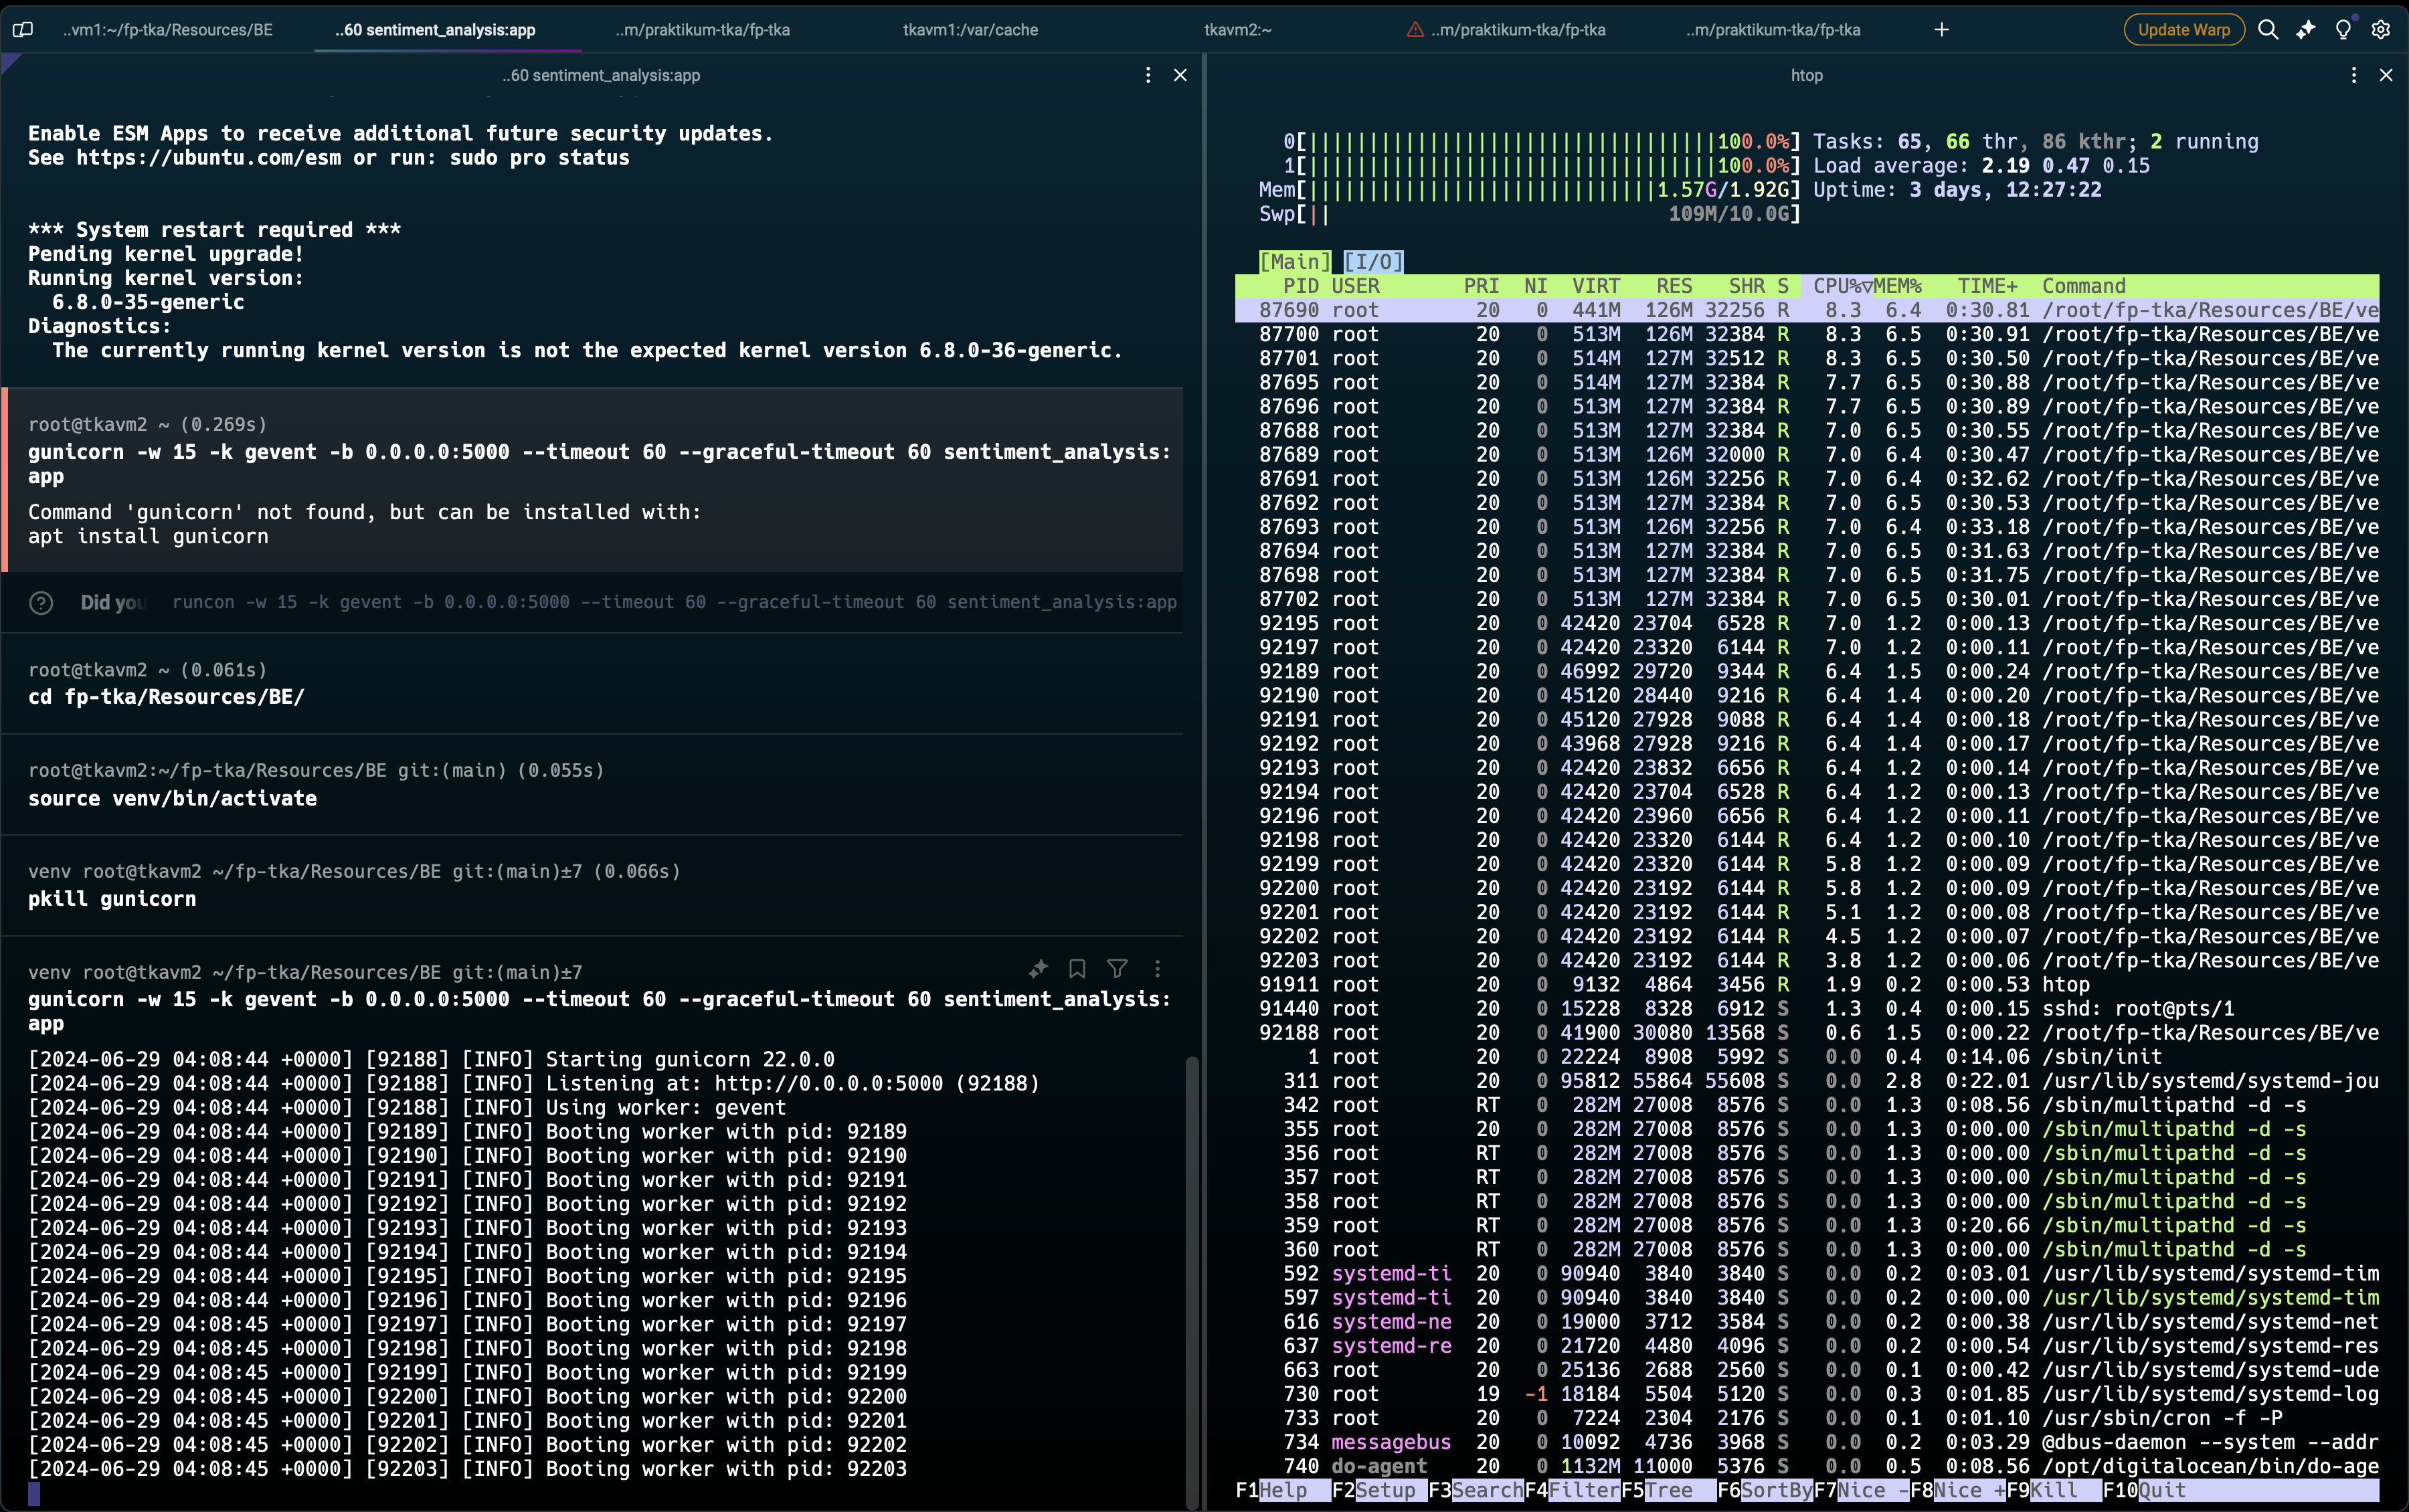 ..vm1:~/fp-tka/Resources/BE
..60 sentiment_analysis:app
..m/praktikum-tka/fp-tka
tkavm1:/var/cache
tkavm2:~
..m/praktikum-tka/fp-tka
..m/praktikum-tka/fp-tka
Update Warp
..60 sentiment_analysis:app
Enable ESM Apps to receive additional future security updates.
See https://ubuntu.com/esm or run: sudo pro status
*** System restart required ***
Pending kernel upgrade!
Running kernel version:
6.8.0-35-generic
Diagnostics:
The currently running kernel version is not the expected kernel version 6.8.0-36-generic.
root@tkavm2 ~ (0.269s)
gunicorn -w 15 -k gevent -b 0.0.0.0:5000 --timeout 60 --graceful-timeout 60 sentiment_analysis:
app
Command 'gunicorn' not found, but can be installed with:
apt install gunicorn
Did you runcon -w 15 -k gevent -b 0.0.0.0:5000 --timeout 60 --graceful-timeout 60 sentiment_analysis:app
root@tkavm2 ~ (0.061s)
cd fp-tka/Resources/BE/
root@tkavm2:~/fp-tka/Resources/BE git:(main) (0.055s)
source venv/bin/activate
venv root@tkavm2 ~/fp-tka/Resources/BE git:(main)±7 (0.066s)
pkill gunicorn
venv root@tkavm2 ~/fp-tka/Resources/BE git:(main)±7
gunicorn -w 15 -k gevent -b 0.0.0.0:5000 --timeout 60 --graceful-timeout 60 sentiment_analysis:
app
[2024-06-29 04:08:44 +0000] [92188] [INFO] Starting gunicorn 22.0.0
[2024-06-29 04:08:44 +0000] [92188] [INFO] Listening at: http://0.0.0.0:5000 (92188)
[2024-06-29 04:08:44 +0000] [92188] [INFO] Using worker: gevent
[2024-06-29 04:08:44 +0000] [92189] [INFO] Booting worker with pid: 92189
[2024-06-29 04:08:44 +0000] [92190] [INFO] Booting worker with pid: 92190
[2024-06-29 04:08:44 +0000] [92191] [INFO] Booting worker with pid: 92191
[2024-06-29 04:08:44 +0000] [92192] [INFO] Booting worker with pid: 92192
[2024-06-29 04:08:44 +0000] [92193] [INFO] Booting worker with pid: 92193
[2024-06-29 04:08:44 +0000] [92194] [INFO] Booting worker with pid: 92194
[2024-06-29 04:08:44 +0000] [92195] [INFO] Booting worker with pid: 92195
[2024-06-29 04:08:44 +0000] [92196] [INFO] Booting worker with pid: 92196
[2024-06-29 04:08:45 +0000] [92197] [INFO] Booting worker with pid: 92197
[2024-06-29 04:08:45 +0000] [92198] [INFO] Booting worker with pid: 92198
[2024-06-29 04:08:45 +0000] [92199] [INFO] Booting worker with pid: 92199
[2024-06-29 04:08:45 +0000] [92200] [INFO] Booting worker with pid: 92200
[2024-06-29 04:08:45 +0000] [92201] [INFO] Booting worker with pid: 92201
[2024-06-29 04:08:45 +0000] [92202] [INFO] Booting worker with pid: 92202
[2024-06-29 04:08:45 +0000] [92203] [INFO] Booting worker with pid: 92203
htop
0[||||||||||||||||||||||||||||||||||100.0%] Tasks: 65, 66 thr, 86 kthr; 2 running
1[||||||||||||||||||||||||||||||||||100.0%] Load average: 2.19 0.47 0.15
Mem[|||||||||||||||||||||||||||||1.57G/1.92G] Uptime: 3 days, 12:27:22
Swp[|| 109M/10.0G]
[Main] [I/O]
PID USER PRI NI VIRT RES SHR S CPU%▽MEM% TIME+ Command
87690 root 20 0 441M 126M 32256 R 8.3 6.4 0:30.81 /root/fp-tka/Resources/BE/ve
87700 root 20 0 513M 126M 32384 R 8.3 6.5 0:30.91 /root/fp-tka/Resources/BE/ve
87701 root 20 0 514M 127M 32512 R 8.3 6.5 0:30.50 /root/fp-tka/Resources/BE/ve
87695 root 20 0 514M 127M 32384 R 7.7 6.5 0:30.88 /root/fp-tka/Resources/BE/ve
87696 root 20 0 513M 127M 32384 R 7.7 6.5 0:30.89 /root/fp-tka/Resources/BE/ve
87688 root 20 0 513M 127M 32384 R 7.0 6.5 0:30.55 /root/fp-tka/Resources/BE/ve
87689 root 20 0 513M 126M 32000 R 7.0 6.4 0:30.47 /root/fp-tka/Resources/BE/ve
87691 root 20 0 513M 126M 32256 R 7.0 6.4 0:32.62 /root/fp-tka/Resources/BE/ve
87692 root 20 0 513M 127M 32384 R 7.0 6.5 0:30.53 /root/fp-tka/Resources/BE/ve
87693 root 20 0 513M 126M 32256 R 7.0 6.4 0:33.18 /root/fp-tka/Resources/BE/ve
87694 root 20 0 513M 127M 32384 R 7.0 6.5 0:31.63 /root/fp-tka/Resources/BE/ve
87698 root 20 0 513M 127M 32384 R 7.0 6.5 0:31.75 /root/fp-tka/Resources/BE/ve
87702 root 20 0 513M 127M 32384 R 7.0 6.5 0:30.01 /root/fp-tka/Resources/BE/ve
92195 root 20 0 42420 23704 6528 R 7.0 1.2 0:00.13 /root/fp-tka/Resources/BE/ve
92197 root 20 0 42420 23320 6144 R 7.0 1.2 0:00.11 /root/fp-tka/Resources/BE/ve
92189 root 20 0 46992 29720 9344 R 6.4 1.5 0:00.24 /root/fp-tka/Resources/BE/ve
92190 root 20 0 45120 28440 9216 R 6.4 1.4 0:00.20 /root/fp-tka/Resources/BE/ve
92191 root 20 0 45120 27928 9088 R 6.4 1.4 0:00.18 /root/fp-tka/Resources/BE/ve
92192 root 20 0 43968 27928 9216 R 6.4 1.4 0:00.17 /root/fp-tka/Resources/BE/ve
92193 root 20 0 42420 23832 6656 R 6.4 1.2 0:00.14 /root/fp-tka/Resources/BE/ve
92194 root 20 0 42420 23704 6528 R 6.4 1.2 0:00.13 /root/fp-tka/Resources/BE/ve
92196 root 20 0 42420 23960 6656 R 6.4 1.2 0:00.11 /root/fp-tka/Resources/BE/ve
92198 root 20 0 42420 23320 6144 R 6.4 1.2 0:00.10 /root/fp-tka/Resources/BE/ve
92199 root 20 0 42420 23320 6144 R 5.8 1.2 0:00.09 /root/fp-tka/Resources/BE/ve
92200 root 20 0 42420 23192 6144 R 5.8 1.2 0:00.09 /root/fp-tka/Resources/BE/ve
92201 root 20 0 42420 23192 6144 R 5.1 1.2 0:00.08 /root/fp-tka/Resources/BE/ve
92202 root 20 0 42420 23192 6144 R 4.5 1.2 0:00.07 /root/fp-tka/Resources/BE/ve
92203 root 20 0 42420 23192 6144 R 3.8 1.2 0:00.06 /root/fp-tka/Resources/BE/ve
91911 root 20 0 9132 4864 3456 R 1.9 0.2 0:00.53 htop
91440 root 20 0 15228 8328 6912 S 1.3 0.4 0:00.15 sshd: root@pts/1
92188 root 20 0 41900 30080 13568 S 0.6 1.5 0:00.22 /root/fp-tka/Resources/BE/ve
1 root 20 0 22224 8908 5992 S 0.0 0.4 0:14.06 /sbin/init
311 root 20 0 95812 55864 55608 S 0.0 2.8 0:22.01 /usr/lib/systemd/systemd-jou
342 root RT 0 282M 27008 8576 S 0.0 1.3 0:08.56 /sbin/multipathd -d -s
355 root 20 0 282M 27008 8576 S 0.0 1.3 0:00.00 /sbin/multipathd -d -s
356 root RT 0 282M 27008 8576 S 0.0 1.3 0:00.00 /sbin/multipathd -d -s
357 root RT 0 282M 27008 8576 S 0.0 1.3 0:00.00 /sbin/multipathd -d -s
358 root RT 0 282M 27008 8576 S 0.0 1.3 0:00.00 /sbin/multipathd -d -s
359 root RT 0 282M 27008 8576 S 0.0 1.3 0:20.66 /sbin/multipathd -d -s
360 root RT 0 282M 27008 8576 S 0.0 1.3 0:00.00 /sbin/multipathd -d -s
592 systemd-ti 20 0 90940 3840 3840 S 0.0 0.2 0:03.01 /usr/lib/systemd/systemd-tim
597 systemd-ti 20 0 90940 3840 3840 S 0.0 0.2 0:00.00 /usr/lib/systemd/systemd-tim
616 systemd-ne 20 0 19000 3712 3584 S 0.0 0.2 0:00.38 /usr/lib/systemd/systemd-net
637 systemd-re 20 0 21720 4480 4096 S 0.0 0.2 0:00.54 /usr/lib/systemd/systemd-res
663 root 20 0 25136 2688 2560 S 0.0 0.1 0:00.42 /usr/lib/systemd/systemd-ude
730 root 19 -1 18184 5504 5120 S 0.0 0.3 0:01.85 /usr/lib/systemd/systemd-log
733 root 20 0 7224 2304 2176 S 0.0 0.1 0:01.10 /usr/sbin/cron -f -P
734 messagebus 20 0 10092 4736 3968 S 0.0 0.2 0:03.29 @dbus-daemon --system --addr
740 do-agent 20 0 1132M 11000 5376 S 0.0 0.5 0:08.56 /opt/digitalocean/bin/do-age
F1Help F2Setup F3SearchF4FilterF5Tree F6SortByF7Nice -F8Nice +F9Kill F10Quit